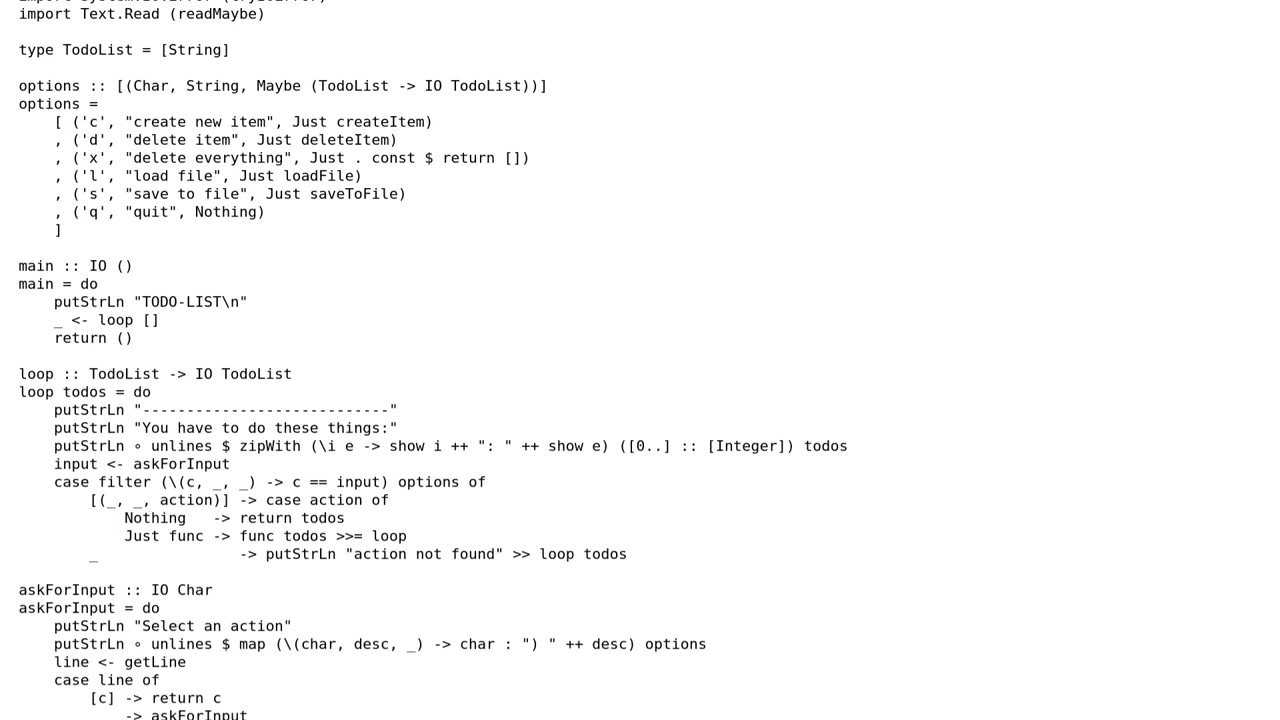 import Text.Read (readMaybe)

type TodoList = [String]

options :: [(Char, String, Maybe (TodoList -> IO TodoList))]
options =
    [ ('c', "create new item", Just createItem)
    , ('d', "delete item", Just deleteItem)
    , ('x', "delete everything", Just . const $ return [])
    , ('l', "load file", Just loadFile)
    , ('s', "save to file", Just saveToFile)
    , ('q', "quit", Nothing)
    ]

main :: IO ()
main = do
    putStrLn "TODO-LIST\n"
    _ <- loop []
    return ()

loop :: TodoList -> IO TodoList
loop todos = do
    putStrLn "----------------------------"
    putStrLn "You have to do these things:"
    putStrLn ∘ unlines $ zipWith (\i e -> show i ++ ": " ++ show e) ([0..] :: [Integer]) todos
    input <- askForInput
    case filter (\(c, _, _) -> c == input) options of
        [(_, _, action)] -> case action of
            Nothing   -> return todos
            Just func -> func todos >>= loop
        _                -> putStrLn "action not found" >> loop todos

askForInput :: IO Char
askForInput = do
    putStrLn "Select an action"
    putStrLn ∘ unlines $ map (\(char, desc, _) -> char : ") " ++ desc) options
    line <- getLine
    case line of
        [c] -> return c
            -> askForInput